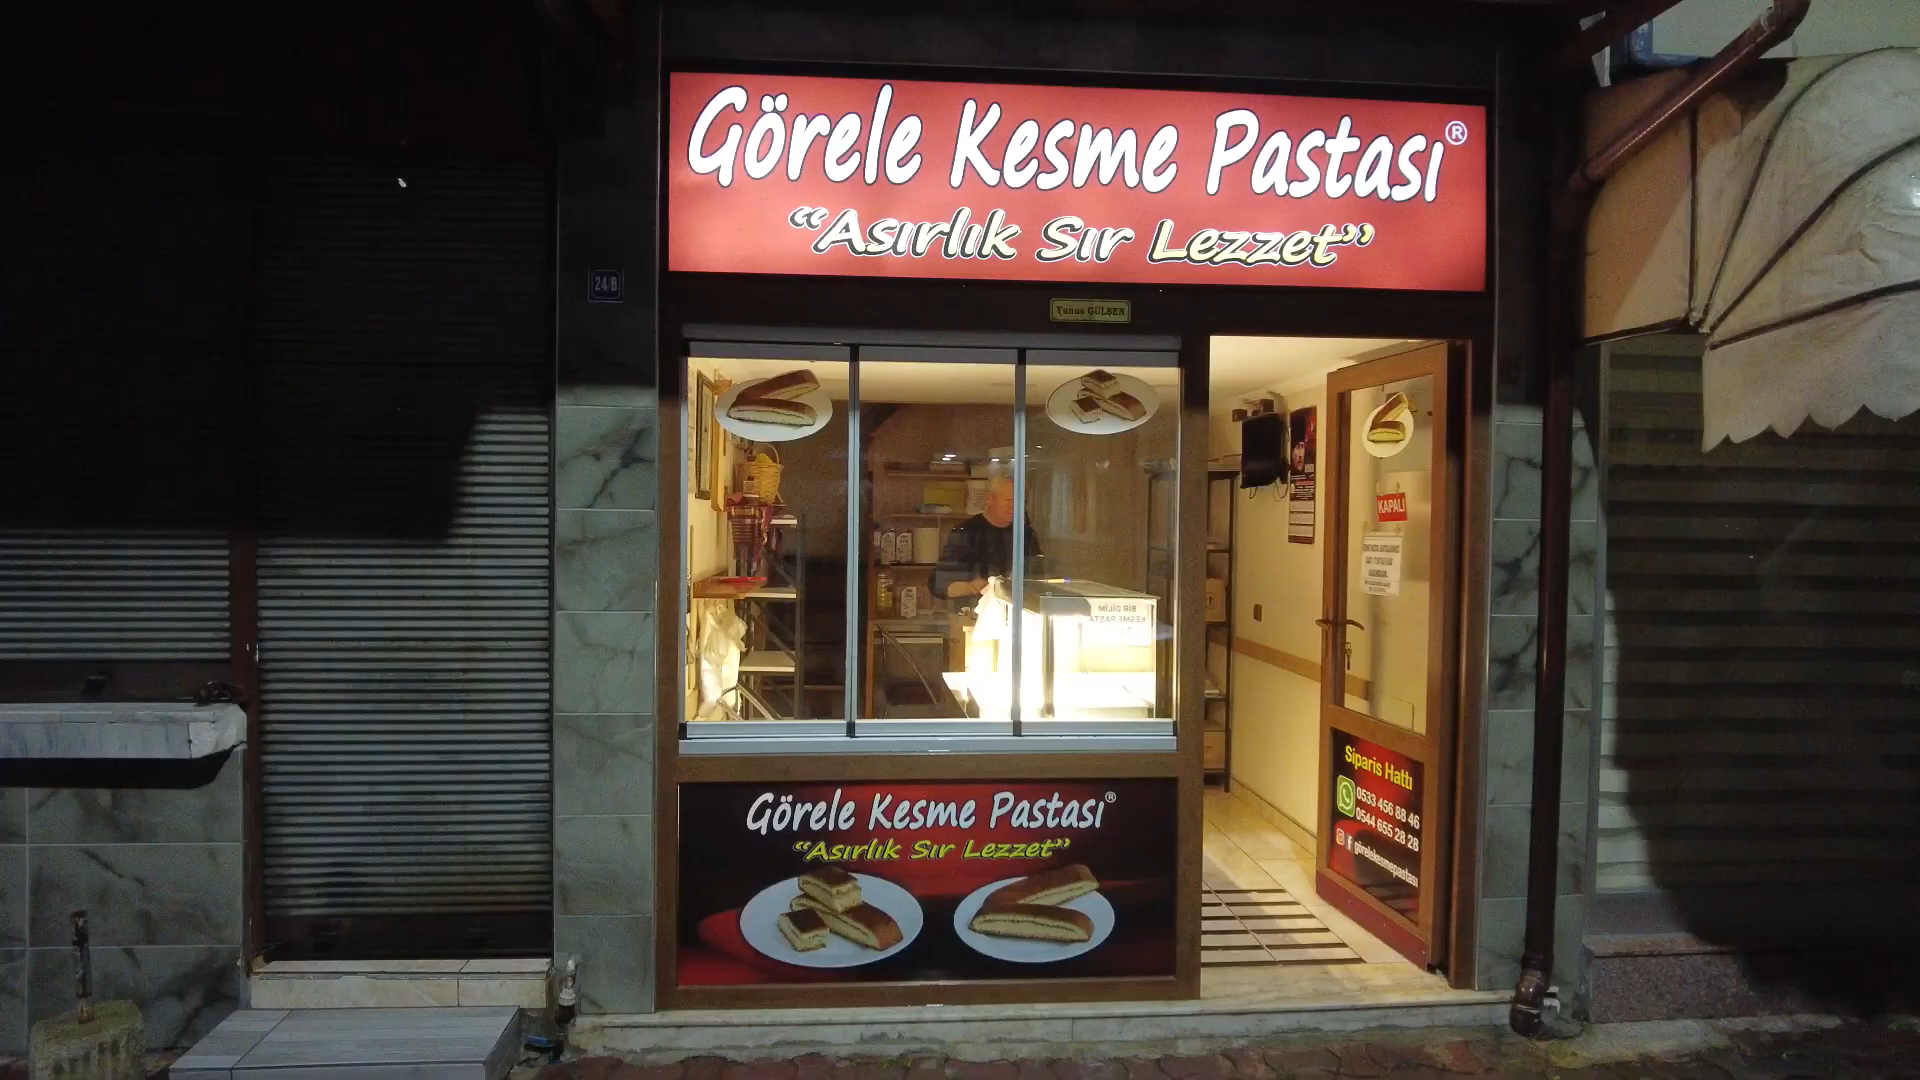 Görele Kesme Pastası®
“Asırlık Sır Lezzet”
24/B
Yunus GÜLŞEN
KAPALI
BİR DİLİM
KESME PASTA
Görele Kesme Pastası®
“Asırlık Sır Lezzet”
Sipariş Hattı
0533 456 88 46
0544 655 28 28
görelekesmepastası